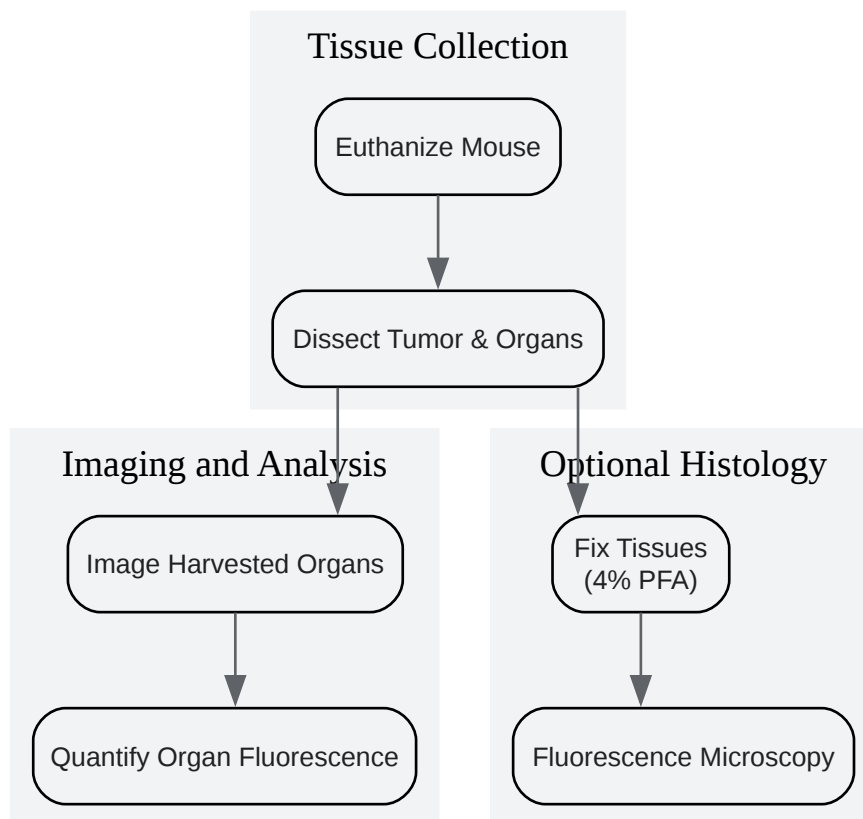 Tissue Collection
Euthanize Mouse
Dissect Tumor & Organs
Imaging and Analysis
Image Harvested Organs
Quantify Organ Fluorescence
Optional Histology
Fix Tissues
(4% PFA)
Fluorescence Microscopy